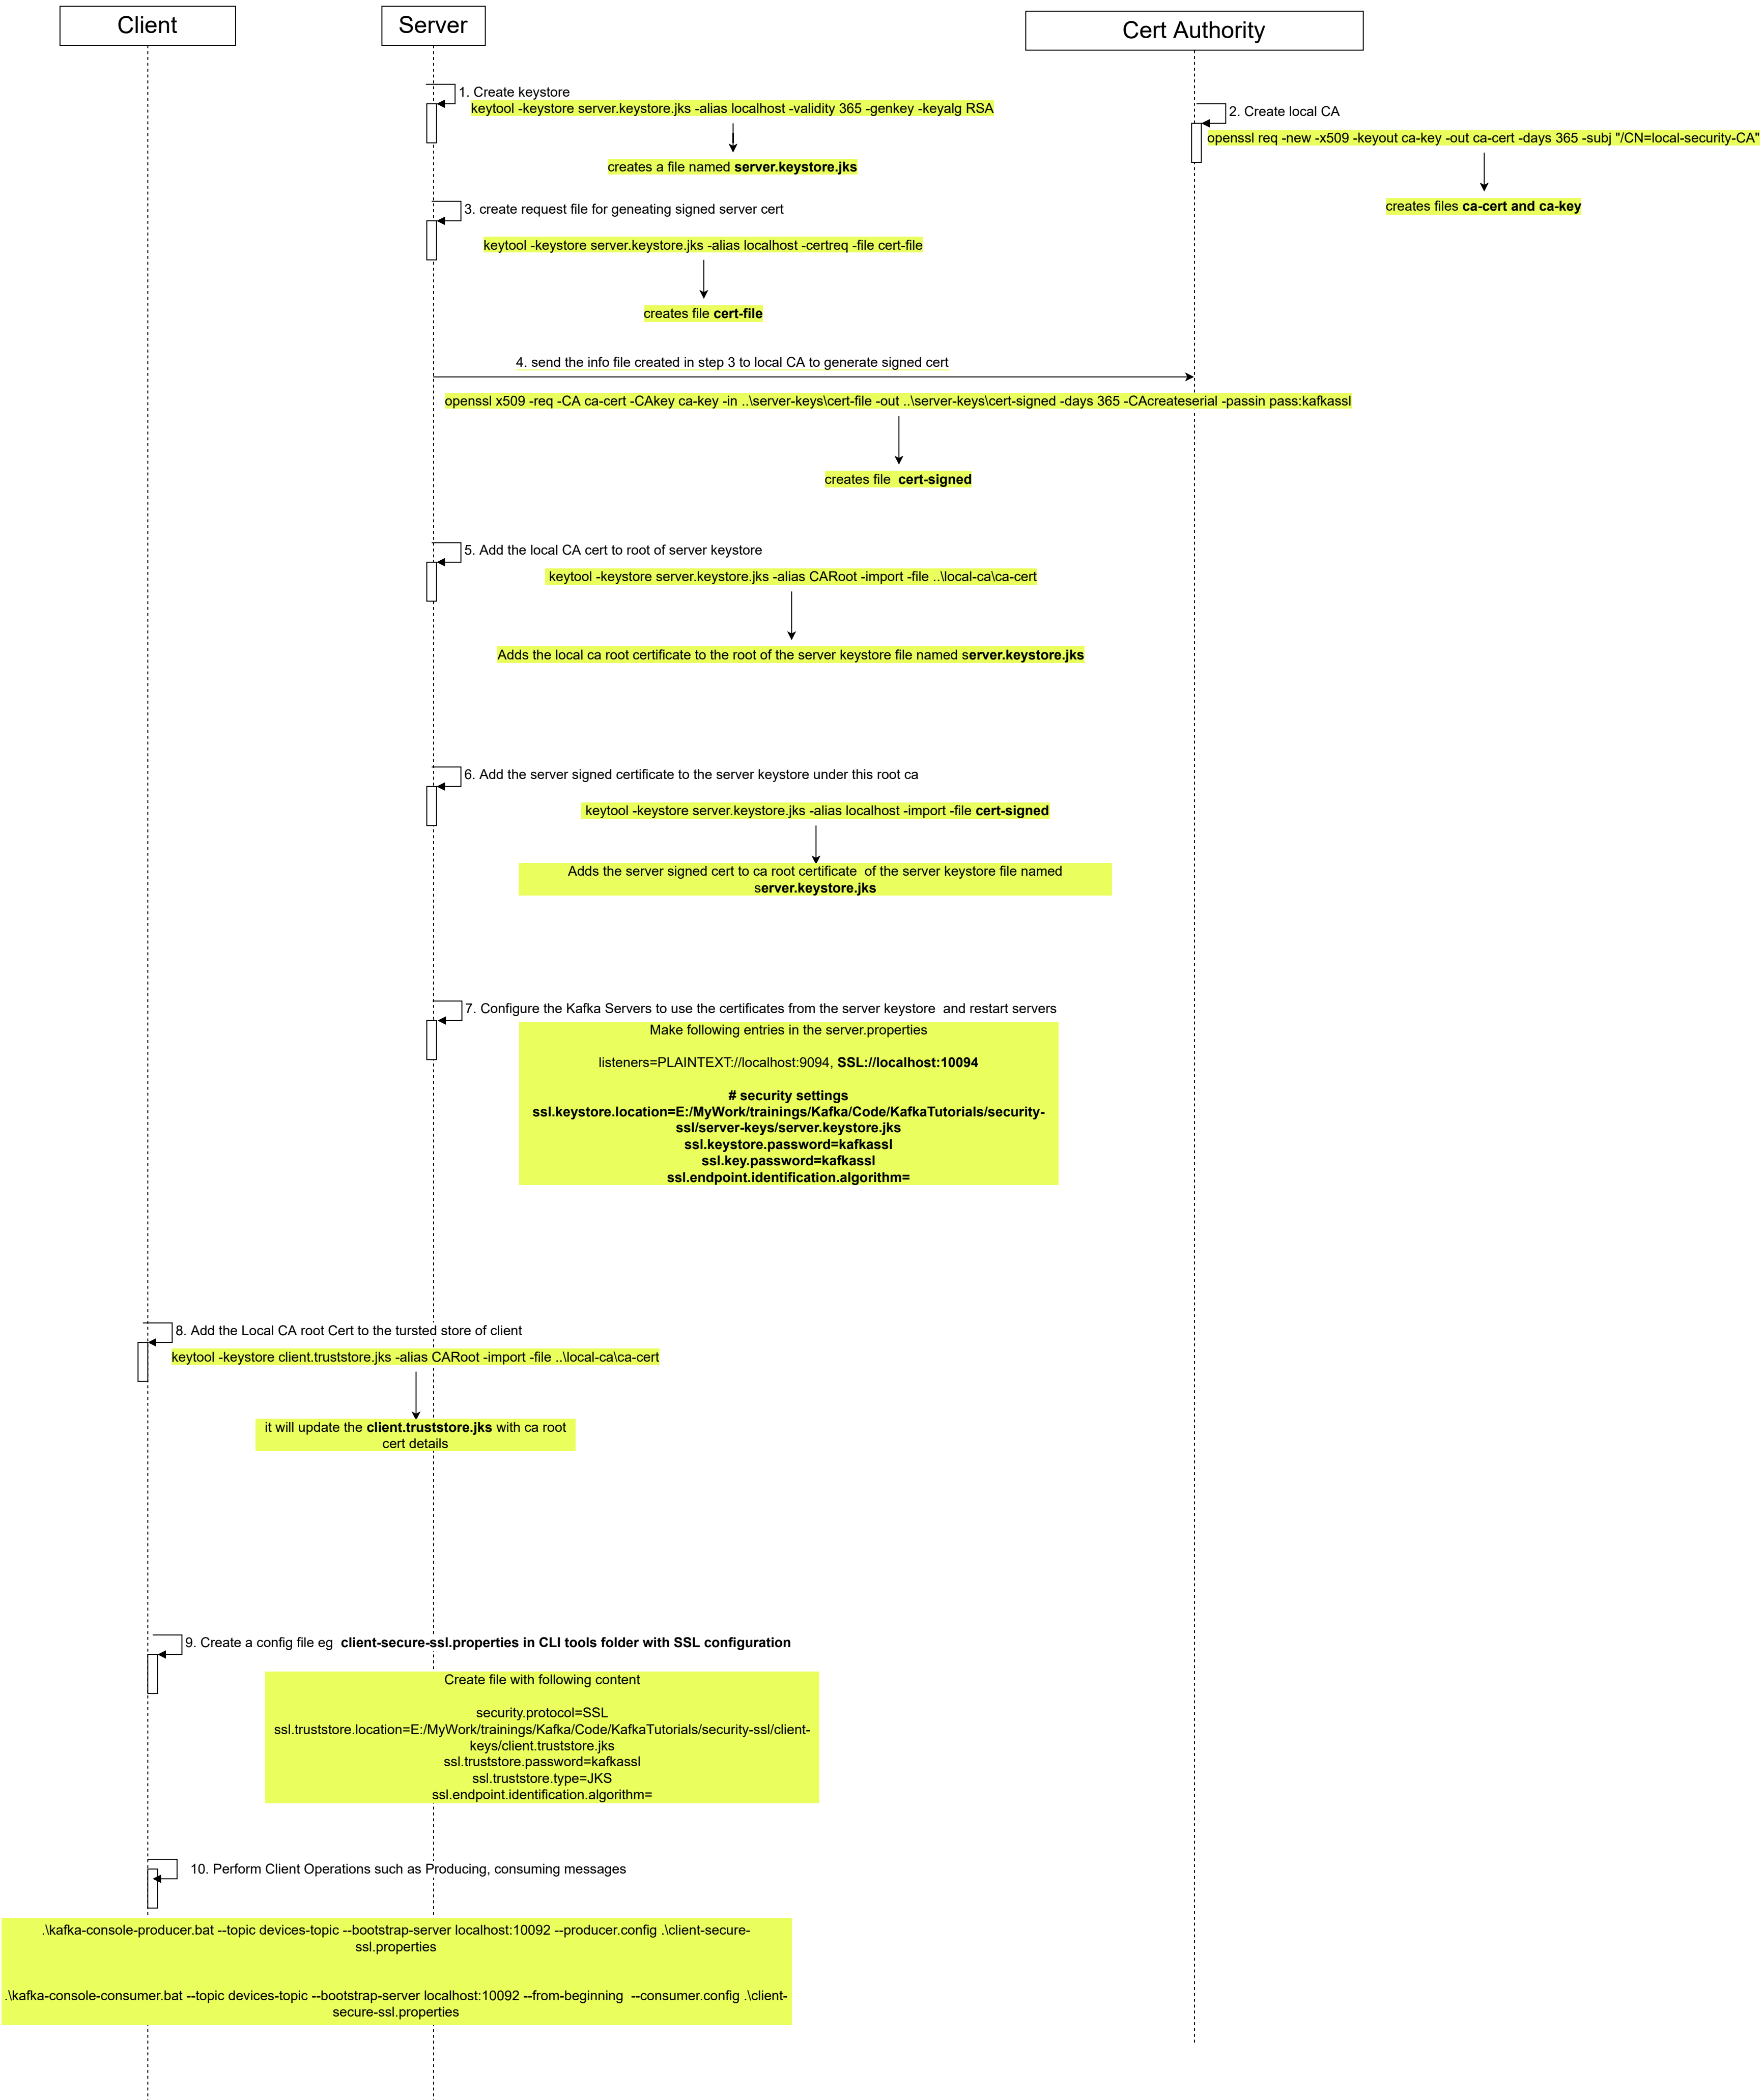 Client
Server
Cert Authority
1. Create keystore
keytool -keystore server.keystore.jks -alias localhost -validity 365 -genkey -keyalg RSA
creates a file named server.keystore.jks
2. Create local CA
openssl req -new -x509 -keyout ca-key -out ca-cert -days 365 -subj "/CN=local-security-CA"
creates files ca-cert and ca-key
3. create request file for geneating signed server cert
keytool -keystore server.keystore.jks -alias localhost -certreq -file cert-file
creates file cert-file
4. send the info file created in step 3 to local CA to generate signed cert
openssl x509 -req -CA ca-cert -CAkey ca-key -in ..\server-keys\cert-file -out ..\server-keys\cert-signed -days 365 -CAcreateserial -passin pass:kafkassl
creates file  cert-signed
5. Add the local CA cert to root of server keystore
keytool -keystore server.keystore.jks -alias CARoot -import -file ..\local-ca\ca-cert
Adds the local ca root certificate to the root of the server keystore file named server.keystore.jks
6. Add the server signed certificate to the server keystore under this root ca
keytool -keystore server.keystore.jks -alias localhost -import -file cert-signed
Adds the server signed cert to ca root certificate  of the server keystore file named
server.keystore.jks
7. Configure the Kafka Servers to use the certificates from the server keystore  and restart servers
Make following entries in the server.properties
listeners=PLAINTEXT://localhost:9094, SSL://localhost:10094
# security settings
ssl.keystore.location=E:/MyWork/trainings/Kafka/Code/KafkaTutorials/security-
ssl/server-keys/server.keystore.jks
ssl.keystore.password=kafkassl
ssl.key.password=kafkassl
ssl.endpoint.identification.algorithm=
8. Add the Local CA root Cert to the tursted store of client
keytool -keystore client.truststore.jks -alias CARoot -import -file ..\local-ca\ca-cert
it will update the client.truststore.jks with ca root
cert details
9. Create a config file eg  client-secure-ssl.properties in CLI tools folder with SSL configuration
Create file with following content
security.protocol=SSL
ssl.truststore.location=E:/MyWork/trainings/Kafka/Code/KafkaTutorials/security-ssl/client-
keys/client.truststore.jks
ssl.truststore.password=kafkassl
ssl.truststore.type=JKS
ssl.endpoint.identification.algorithm=
10. Perform Client Operations such as Producing, consuming messages
.\kafka-console-producer.bat --topic devices-topic --bootstrap-server localhost:10092 --producer.config .\client-secure-
ssl.properties
.\kafka-console-consumer.bat --topic devices-topic --bootstrap-server localhost:10092 --from-beginning  --consumer.config .\client-
secure-ssl.properties